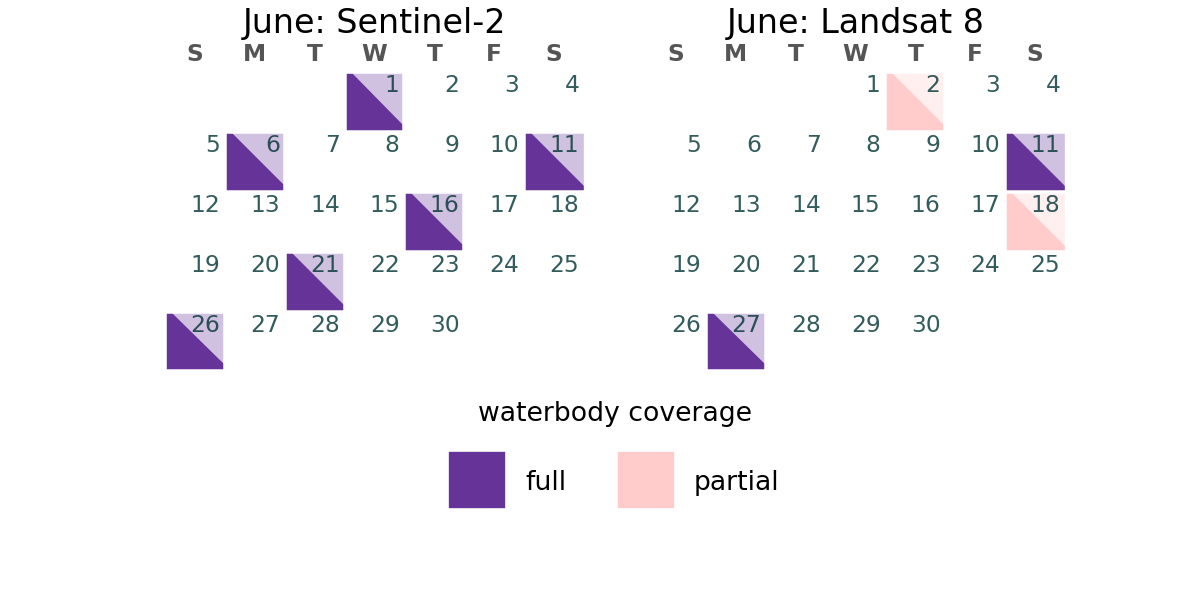 June: Sentinel-2
S M T W T F S
1 2 3 4
5 6 7 8 9 10 11
12 13 14 15 16 17 18
19 20 21 22 23 24 25
26 27 28 29 30
June: Landsat 8
S M T W T F S
1 2 3 4
5 6 7 8 9 10 11
12 13 14 15 16 17 18
19 20 21 22 23 24 25
26 27 28 29 30
waterbody coverage
full partial